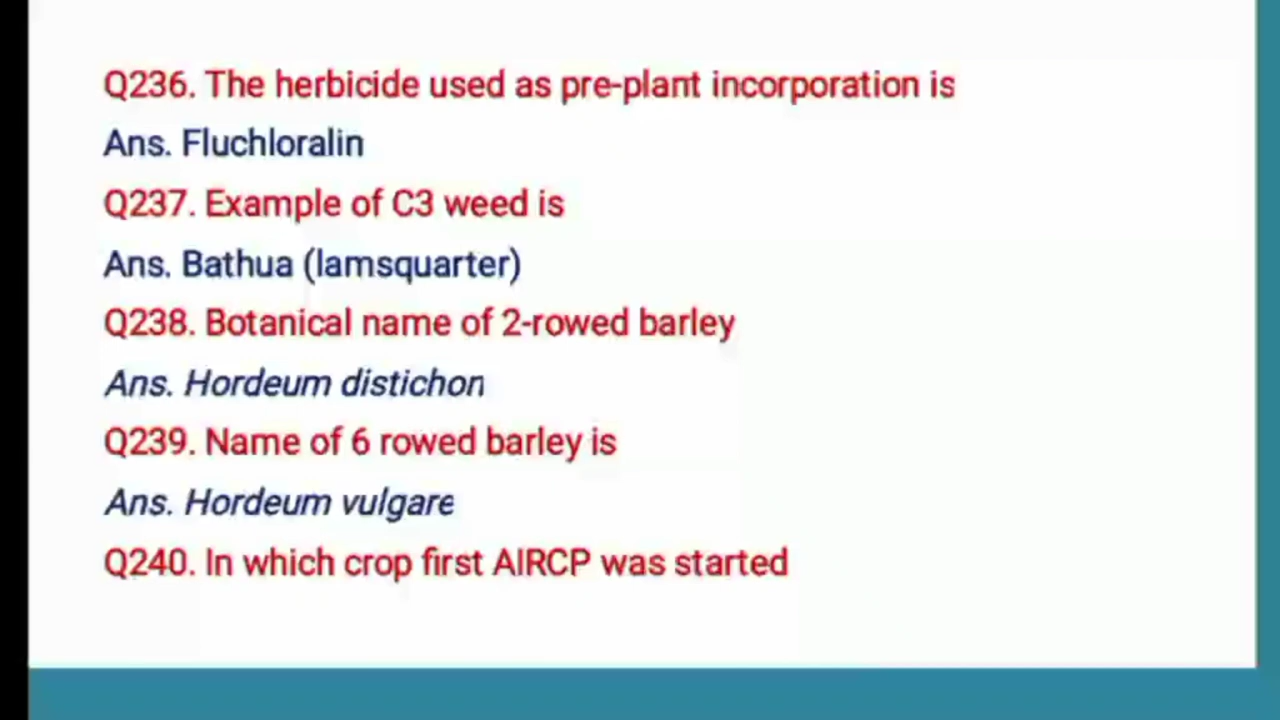 Q236. The herbicide used as pre-plant incorporation is
Ans. Fluchloralin
Q237. Example of C3 weed is
Ans. Bathua (lamsquarter)
Q238. Botanical name of 2-rowed barley
Ans. Hordeum distichon
Q239. Name of 6 rowed barley is
Ans. Hordeum vulgare
Q240. In which crop first AIRCP was started